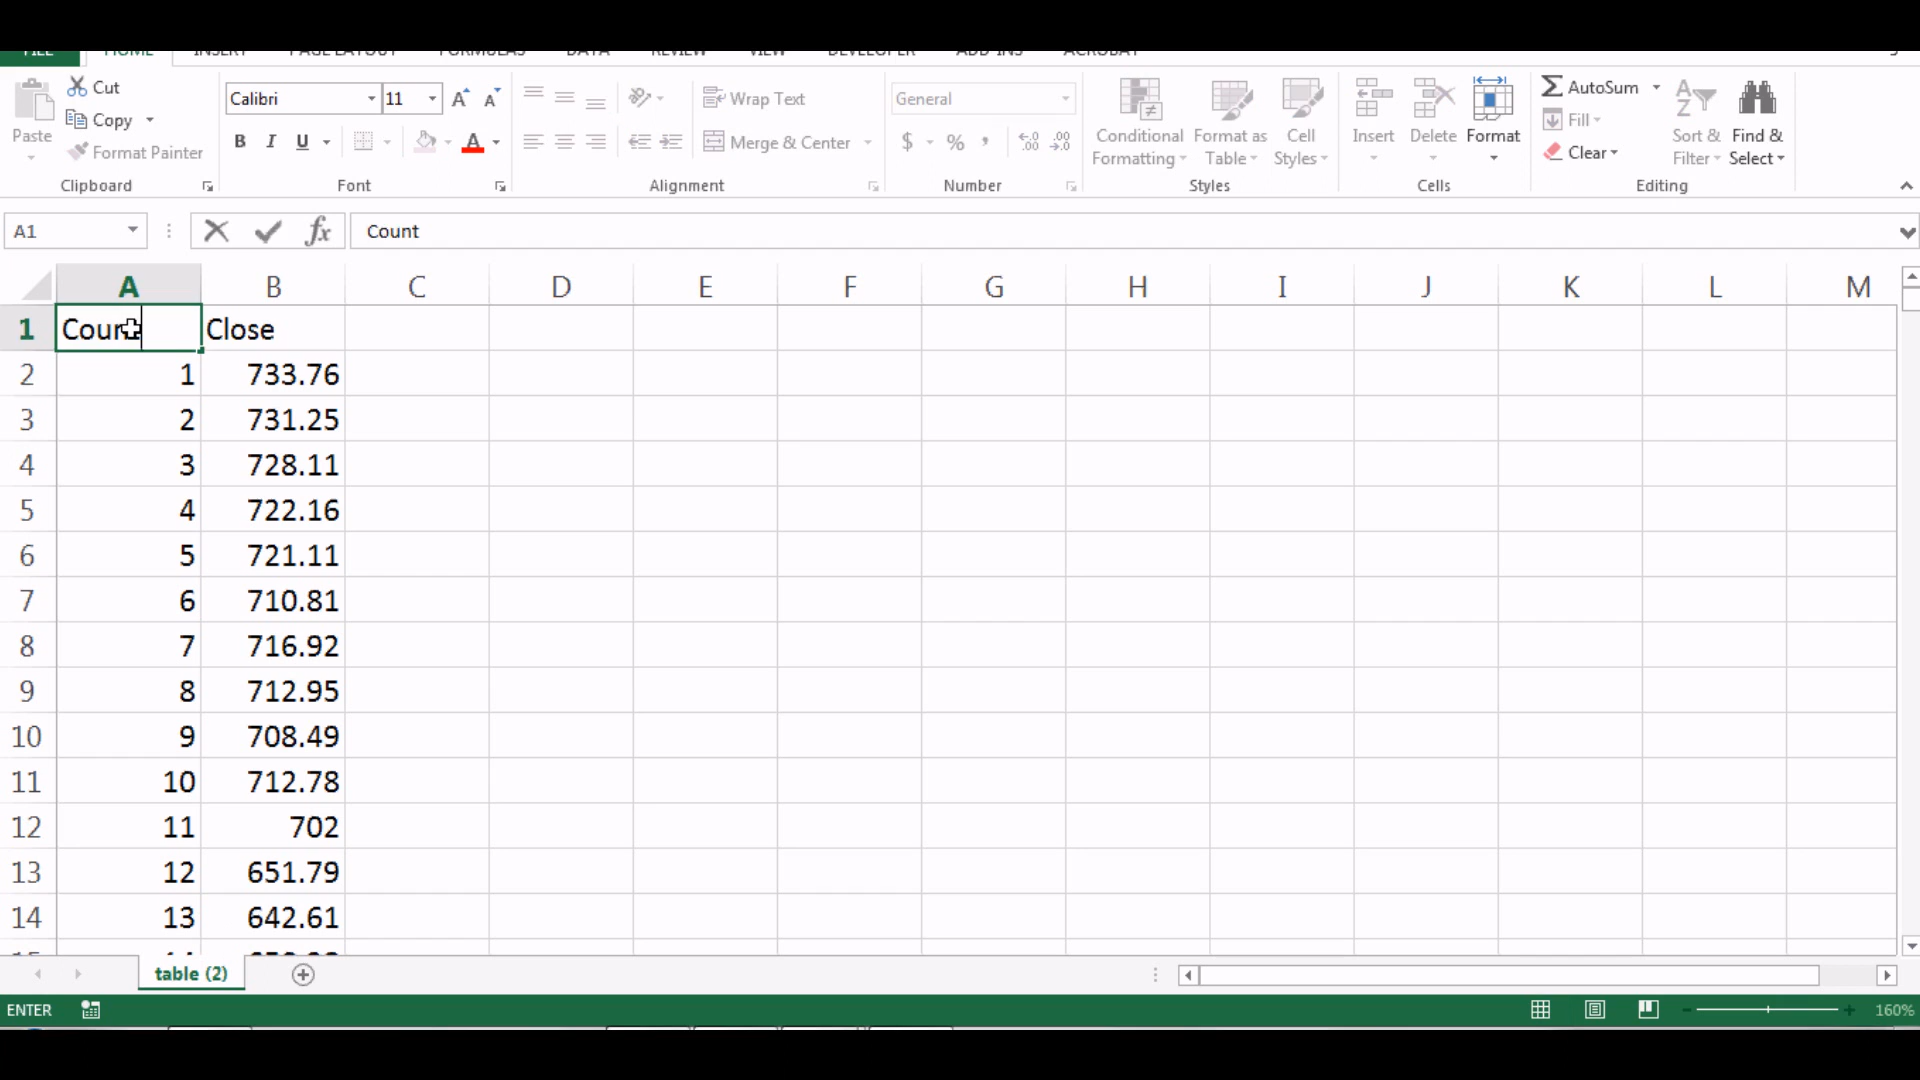 FILE HOME INSERT PAGE LAYOUT FORMULAS DATA REVIEW VIEW DEVELOPER ADD-INS ACROBAT
Paste
Cut
Copy
Format Painter
Clipboard
Calibri 11
B I U A
Font
Wrap Text
Merge & Center
Alignment
General
$ % ,
Number
Conditional Formatting
Format as Table
Cell Styles
Styles
Insert Delete Format
Cells
AutoSum
Fill
Clear
Sort & Filter
Find & Select
Editing
A1 fx Count
A B C D E F G H I J K L M
1 Count Close
2 1 733.76
3 2 731.25
4 3 728.11
5 4 722.16
6 5 721.11
7 6 710.81
8 7 716.92
9 8 712.95
10 9 708.49
11 10 712.78
12 11 702
13 12 651.79
14 13 642.61
table (2)
ENTER 160%